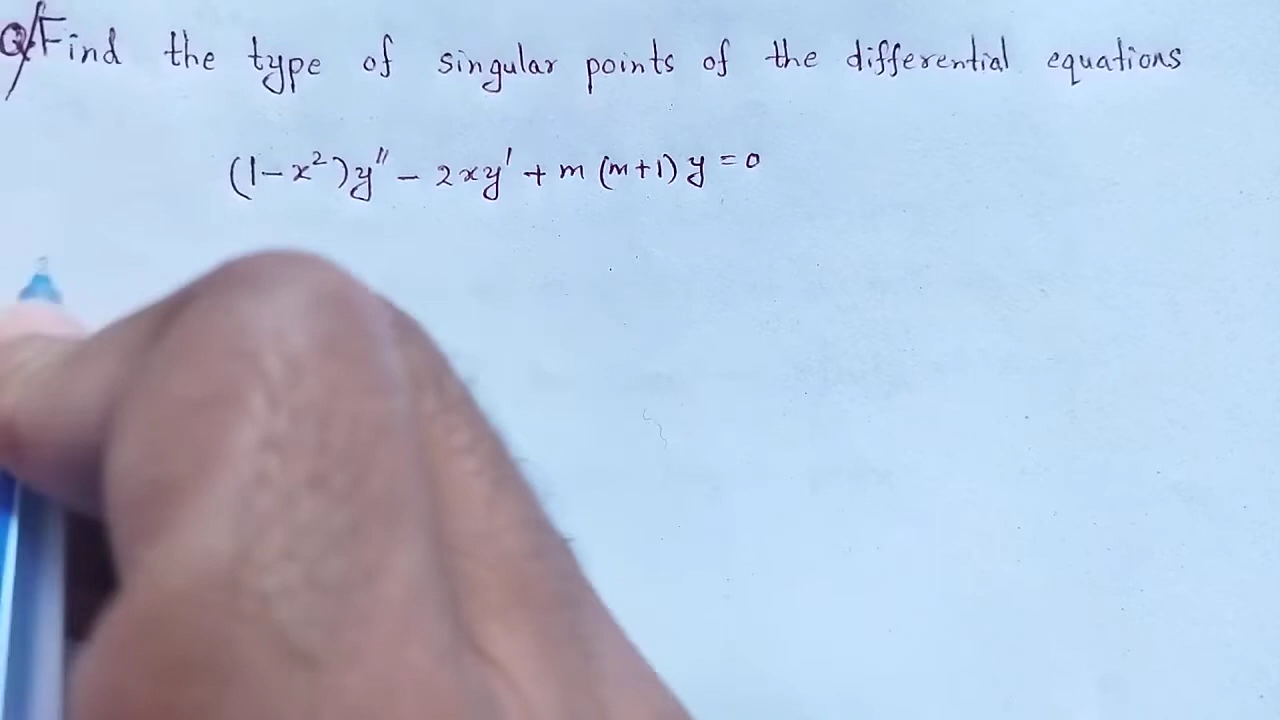 Q/ Find the type of singular points of the differential equations
(1-x²)y'' - 2xy' + m(m+1)y = 0